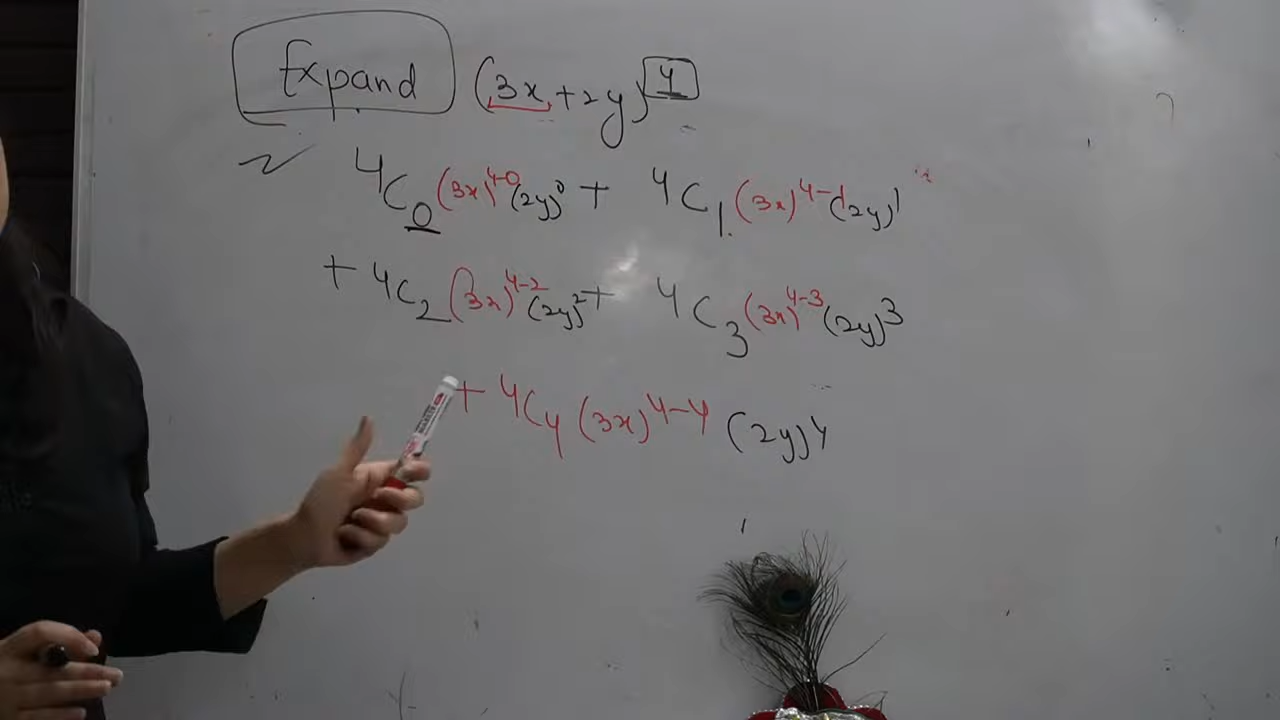 Expand (3x+2y)^4
4C0(3x)^4-0(2y)^0 + 4C1(3x)^4-1(2y)^1
+ 4C2(3x)^4-2(2y)^2 + 4C3(3x)^4-3(2y)^3
+ 4C4(3x)^4-4(2y)^4